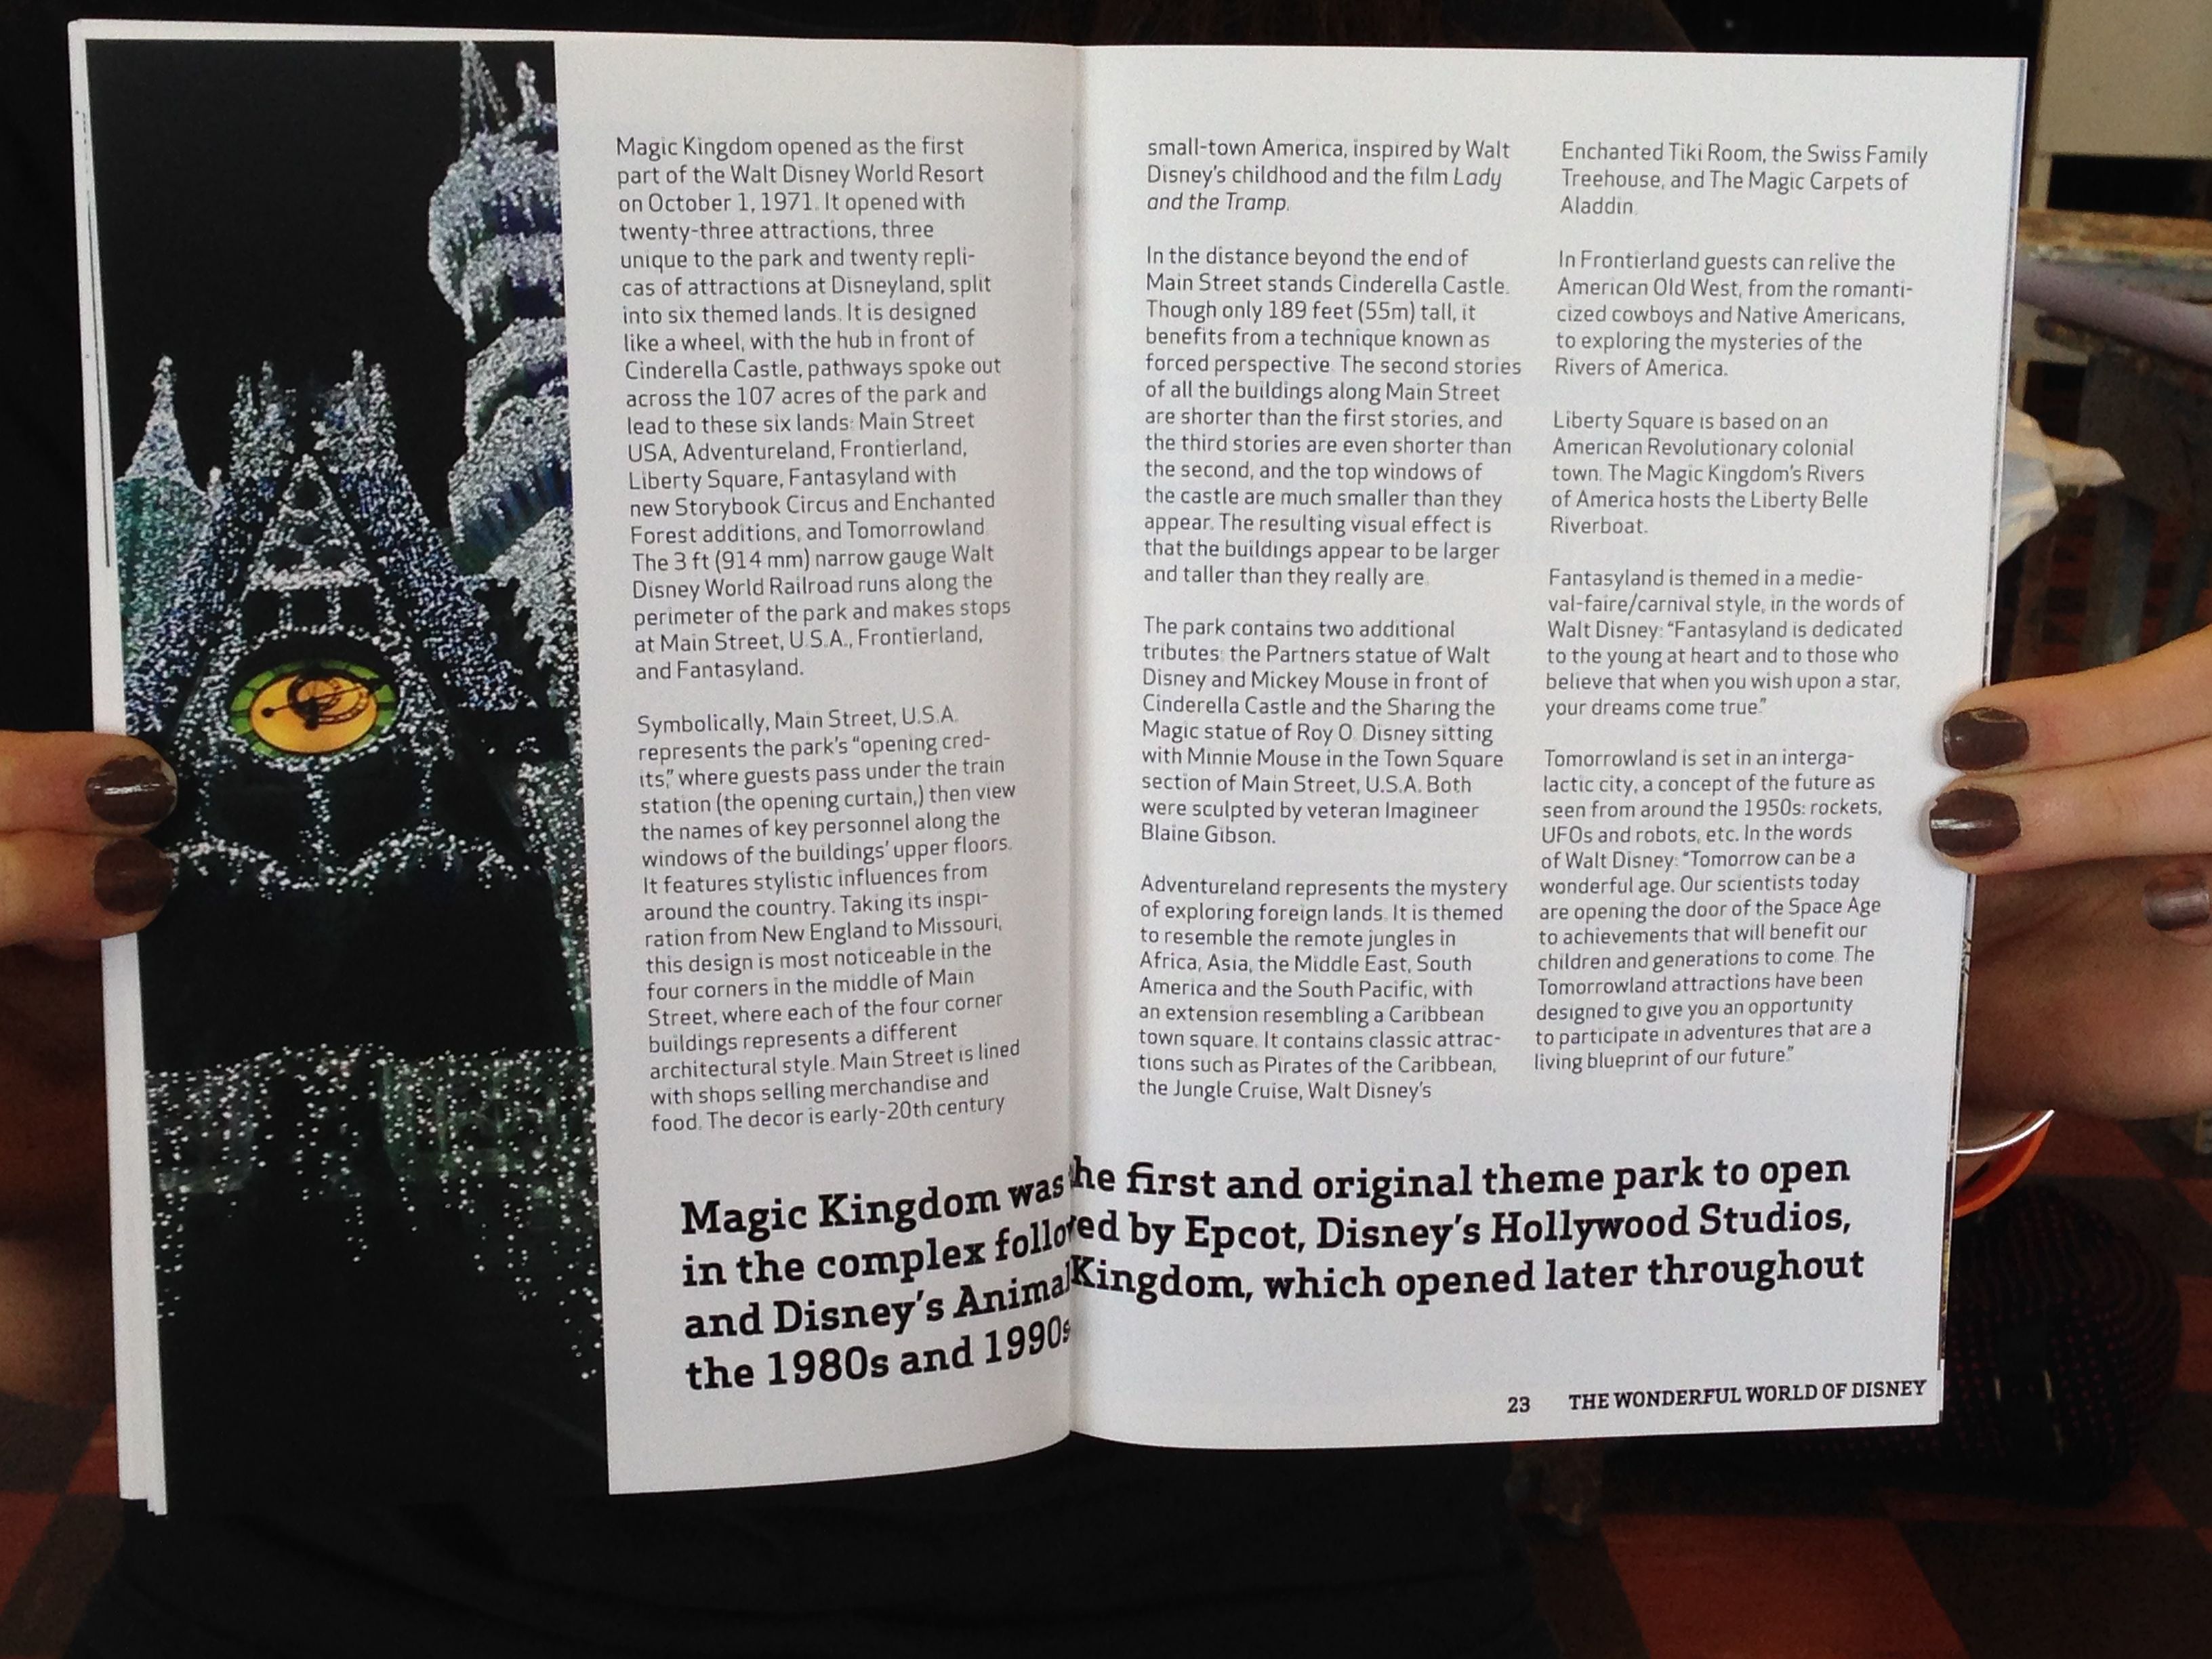 Magic Kingdom opened as the first
part of the Walt Disney World Resort
on October 1, 1971. It opened with
twenty-three attractions, three
unique to the park and twenty repli-
cas of attractions at Disneyland, split
into six themed lands. It is designed
like a wheel, with the hub in front of
Cinderella Castle, pathways spoke out
across the 107 acres of the park and
lead to these six lands: Main Street
USA, Adventureland, Frontierland,
Liberty Square, Fantasyland with
new Storybook Circus and Enchanted
Forest additions, and Tomorrowland.
The 3 ft (914 mm) narrow gauge Walt
Disney World Railroad runs along the
perimeter of the park and makes stops
at Main Street, U.S.A., Frontierland,
and Fantasyland.
Symbolically, Main Street, U.S.A.
represents the park's “opening cred-
its,” where guests pass under the train
station (the opening curtain,) then view
the names of key personnel along the
windows of the buildings' upper floors.
It features stylistic influences from
around the country. Taking its inspi-
ration from New England to Missouri,
this design is most noticeable in the
four corners in the middle of Main
Street, where each of the four corner
buildings represents a different
architectural style. Main Street is lined
with shops selling merchandise and
food. The decor is early-20th century
small-town America, inspired by Walt
Disney's childhood and the film Lady
and the Tramp.
In the distance beyond the end of
Main Street stands Cinderella Castle.
Though only 189 feet (55m) tall, it
benefits from a technique known as
forced perspective. The second stories
of all the buildings along Main Street
are shorter than the first stories, and
the third stories are even shorter than
the second, and the top windows of
the castle are much smaller than they
appear. The resulting visual effect is
that the buildings appear to be larger
and taller than they really are.
The park contains two additional
tributes: the Partners statue of Walt
Disney and Mickey Mouse in front of
Cinderella Castle and the Sharing the
Magic statue of Roy O. Disney sitting
with Minnie Mouse in the Town Square
section of Main Street, U.S.A. Both
were sculpted by veteran Imagineer
Blaine Gibson.
Adventureland represents the mystery
of exploring foreign lands. It is themed
to resemble the remote jungles in
Africa, Asia, the Middle East, South
America and the South Pacific, with
an extension resembling a Caribbean
town square. It contains classic attrac-
tions such as Pirates of the Caribbean,
the Jungle Cruise, Walt Disney's
Enchanted Tiki Room, the Swiss Family
Treehouse, and The Magic Carpets of
Aladdin.
In Frontierland guests can relive the
American Old West, from the romanti-
cized cowboys and Native Americans,
to exploring the mysteries of the
Rivers of America.
Liberty Square is based on an
American Revolutionary colonial
town. The Magic Kingdom's Rivers
of America hosts the Liberty Belle
Riverboat.
Fantasyland is themed in a medie-
val-faire/carnival style, in the words of
Walt Disney: “Fantasyland is dedicated
to the young at heart and to those who
believe that when you wish upon a star,
your dreams come true.”
Tomorrowland is set in an interga-
lactic city, a concept of the future as
seen from around the 1950s: rockets,
UFOs and robots, etc. In the words
of Walt Disney: “Tomorrow can be a
wonderful age. Our scientists today
are opening the door of the Space Age
to achievements that will benefit our
children and generations to come. The
Tomorrowland attractions have been
designed to give you an opportunity
to participate in adventures that are a
living blueprint of our future.”
Magic Kingdom was the first and original theme park to open
in the complex followed by Epcot, Disney's Hollywood Studios,
and Disney's Animal Kingdom, which opened later throughout
the 1980s and 1990s
23 THE WONDERFUL WORLD OF DISNEY